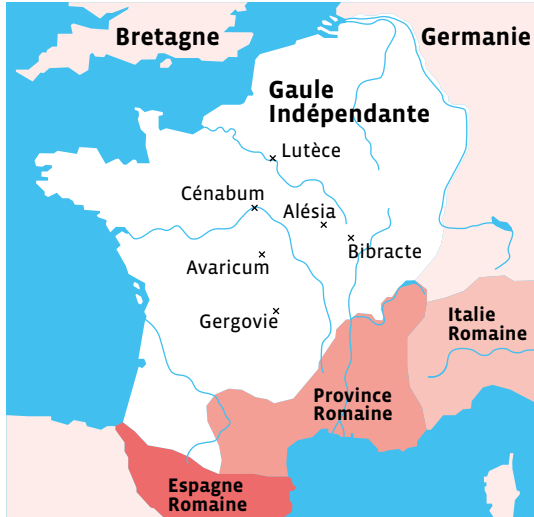 Bretagne
Germanie
Gaule
Indépendante
Lutèce
Cénabum
Alésia
Bibracte
Avaricum
Gergovie
Italie
Romaine
Province
Romaine
Espagne
Romaine